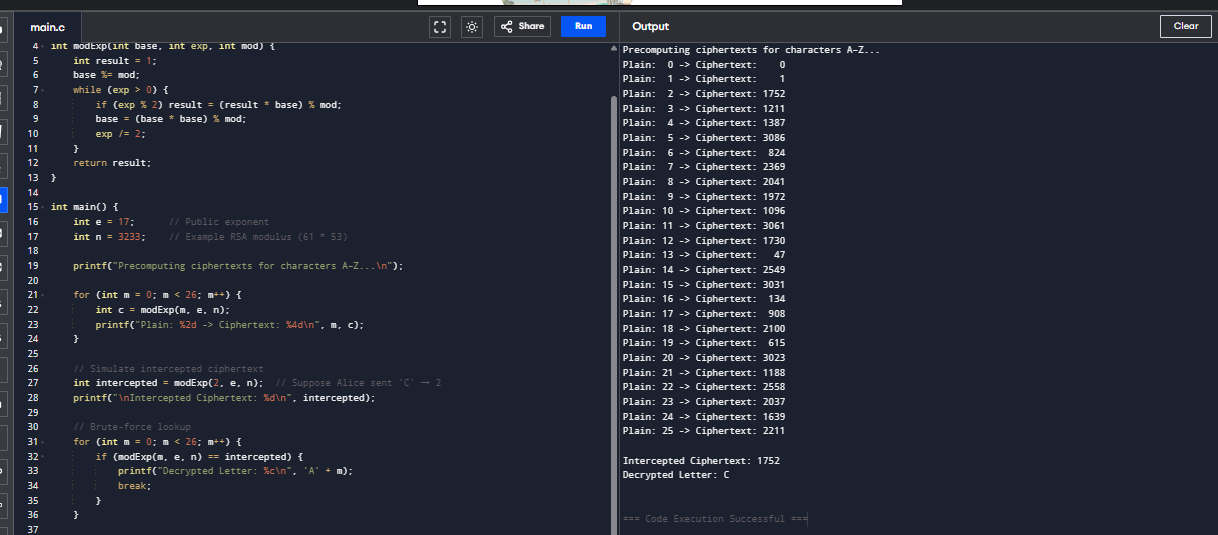 main.c
Share
Run
Output
Clear
4 int modExp(int base, int exp, int mod) {
5 int result = 1;
6 base %= mod;
7 while (exp > 0) {
8 if (exp % 2) result = (result * base) % mod;
9 base = (base * base) % mod;
10 exp /= 2;
11 }
12 return result;
13 }
14
15 int main() {
16 int e = 17; // Public exponent
17 int n = 3233; // Example RSA modulus (61 * 53)
18
19 printf("Precomputing ciphertexts for characters A-Z...\n");
20
21 for (int m = 0; m < 26; m++) {
22 int c = modExp(m, e, n);
23 printf("Plain: %2d -> Ciphertext: %4d\n", m, c);
24 }
25
26 // Simulate intercepted ciphertext
27 int intercepted = modExp(2, e, n); // Suppose Alice sent 'C' → 2
28 printf("\nIntercepted Ciphertext: %d\n", intercepted);
29
30 // Brute-force lookup
31 for (int m = 0; m < 26; m++) {
32 if (modExp(m, e, n) == intercepted) {
33 printf("Decrypted Letter: %c\n", 'A' + m);
34 break;
35 }
36 }
37
Precomputing ciphertexts for characters A-Z...
Plain: 0 -> Ciphertext: 0
Plain: 1 -> Ciphertext: 1
Plain: 2 -> Ciphertext: 1752
Plain: 3 -> Ciphertext: 1211
Plain: 4 -> Ciphertext: 1387
Plain: 5 -> Ciphertext: 3086
Plain: 6 -> Ciphertext: 824
Plain: 7 -> Ciphertext: 2369
Plain: 8 -> Ciphertext: 2041
Plain: 9 -> Ciphertext: 1972
Plain: 10 -> Ciphertext: 1096
Plain: 11 -> Ciphertext: 3061
Plain: 12 -> Ciphertext: 1730
Plain: 13 -> Ciphertext: 47
Plain: 14 -> Ciphertext: 2549
Plain: 15 -> Ciphertext: 3031
Plain: 16 -> Ciphertext: 134
Plain: 17 -> Ciphertext: 908
Plain: 18 -> Ciphertext: 2100
Plain: 19 -> Ciphertext: 615
Plain: 20 -> Ciphertext: 3023
Plain: 21 -> Ciphertext: 1188
Plain: 22 -> Ciphertext: 2558
Plain: 23 -> Ciphertext: 2037
Plain: 24 -> Ciphertext: 1639
Plain: 25 -> Ciphertext: 2211
Intercepted Ciphertext: 1752
Decrypted Letter: C
=== Code Execution Successful ===